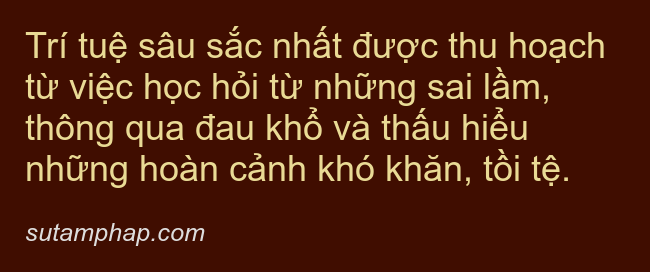 Trí tuệ sâu sắc nhất được thu hoạch
từ việc học hỏi từ những sai lầm,
thông qua đau khổ và thấu hiểu
những hoàn cảnh khó khăn, tồi tệ.
sutamphap.com